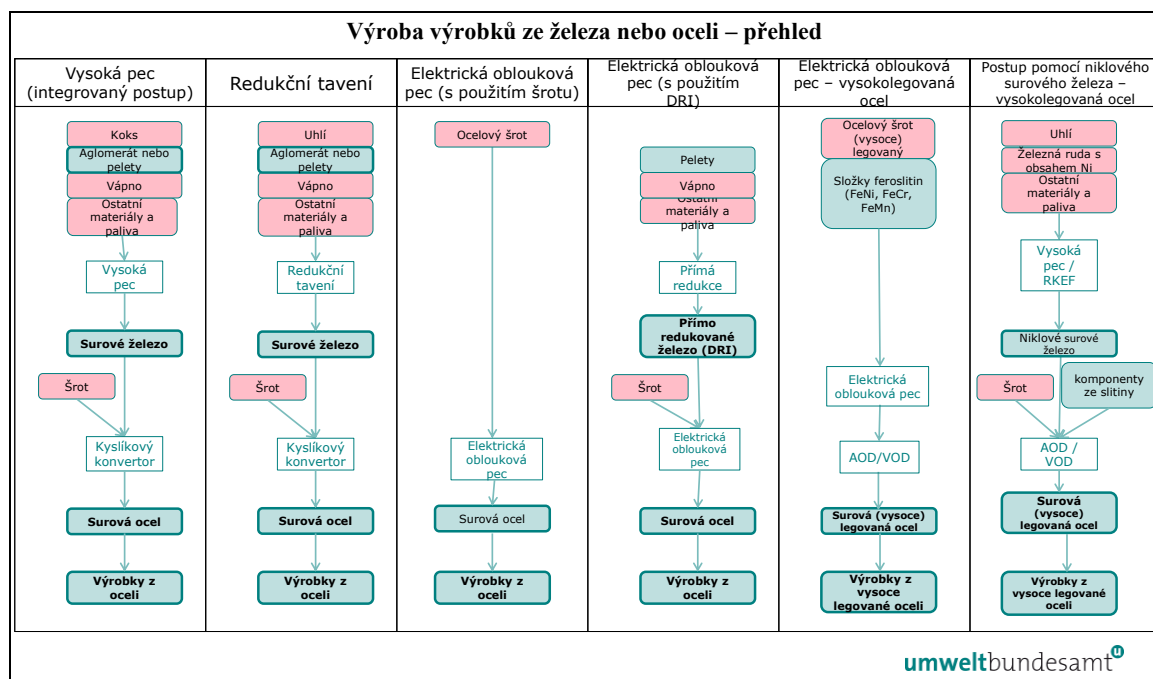 Výroba výrobků ze železa nebo oceli – přehled
Vysoká pec
(integrovaný postup)
Koks
Aglomerát nebo
pelety
Vápno
Ostatní
materiály a
paliva
Vysoká
pec
Surové železo
Šrot
Kyslíkový
konvertor
Surová ocel
Výrobky z
oceli
Redukční tavení
Uhlí
Aglomerát nebo
pelety
Vápno
Ostatní
materiály a
paliva
Redukční
tavení
Surové železo
Šrot
Kyslíkový
konvertor
Surová ocel
Výrobky z
oceli
Elektrická oblouková
pec (s použitím šrotu)
Ocelový šrot
Elektrická
oblouková
pec
Surová ocel
Výrobky z
oceli
Elektrická oblouková
pec (s použitím
DRI)
Pelety
Vápno
Ostatní
materiály a
paliva
Přímá
redukce
Přímo
redukované
železo (DRI)
Šrot
Elektrická
oblouková
pec
Surová ocel
Výrobky z
oceli
Elektrická oblouková
pec – vysokolegovaná
ocel
Ocelový šrot
(vysoce)
legovaný
Složky feroslitin
(FeNi, FeCr,
FeMn)
Elektrická
oblouková pec
AOD/VOD
Surová (vysoce)
legovaná ocel
Výrobky z
vysoce
legované oceli
Postup pomocí niklového
surového železa –
vysokolegovaná ocel
Uhlí
Železná ruda s
obsahem Ni
Ostatní
materiály a
paliva
Vysoká
pec /
RKEF
Niklové surové
železo
Šrot
komponenty
ze slitiny
AOD /
VOD
Surová
(vysoce)
legovaná ocel
Výrobky z
vysoce legované
oceli
umweltbundesamt u